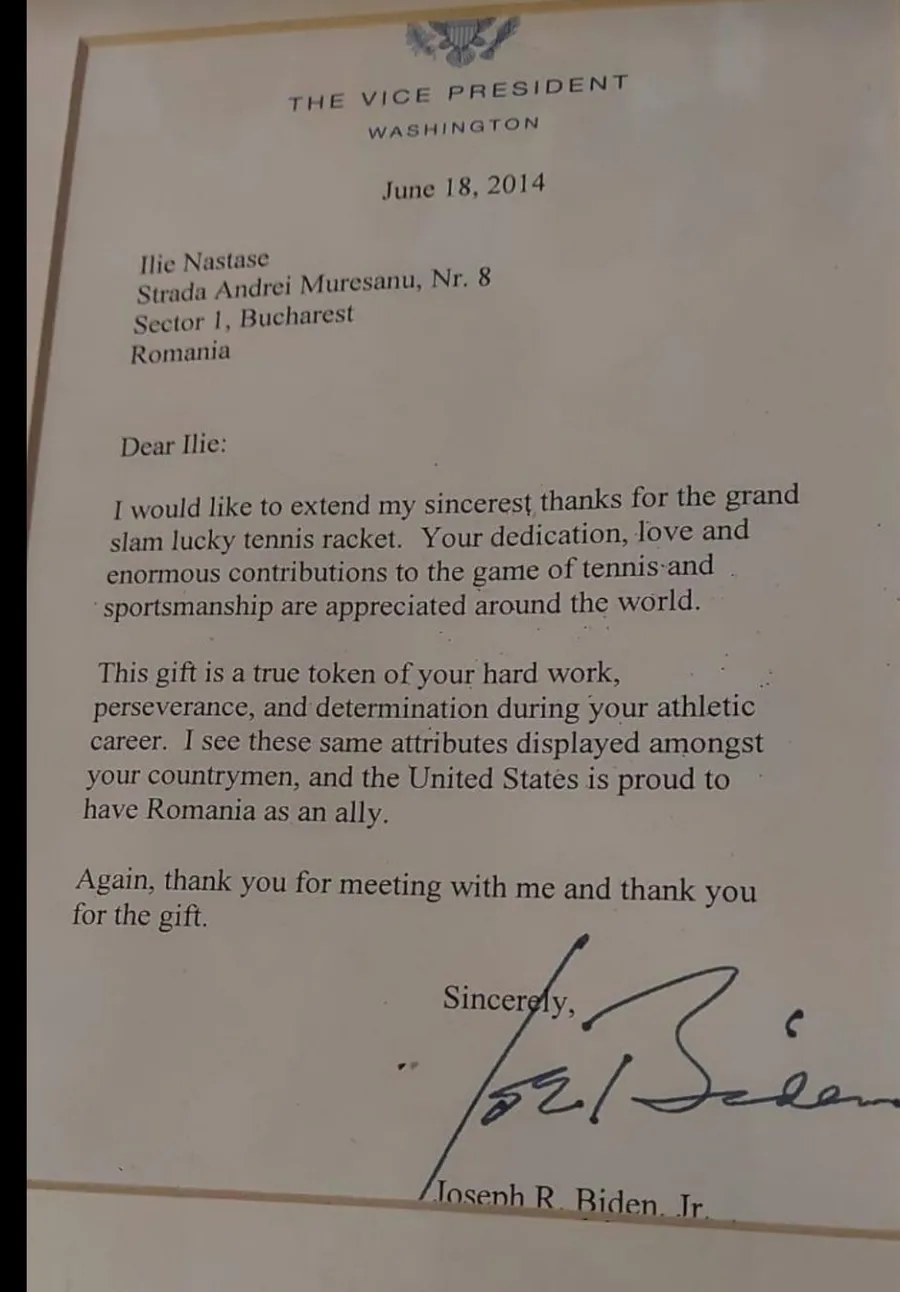 THE VICE PRESIDENT
WASHINGTON
June 18, 2014
Ilie Nastase
Strada Andrei Muresanu, Nr. 8
Sector 1, Bucharest
Romania
Dear Ilie:
I would like to extend my sincerest thanks for the grand
slam lucky tennis racket. Your dedication, love and
enormous contributions to the game of tennis and
sportsmanship are appreciated around the world.
This gift is a true token of your hard work,
perseverance, and determination during your athletic
career. I see these same attributes displayed amongst
your countrymen, and the United States is proud to
have Romania as an ally.
Again, thank you for meeting with me and thank you
for the gift.
Sincerely,
Joe Biden
Joseph R. Biden, Jr.